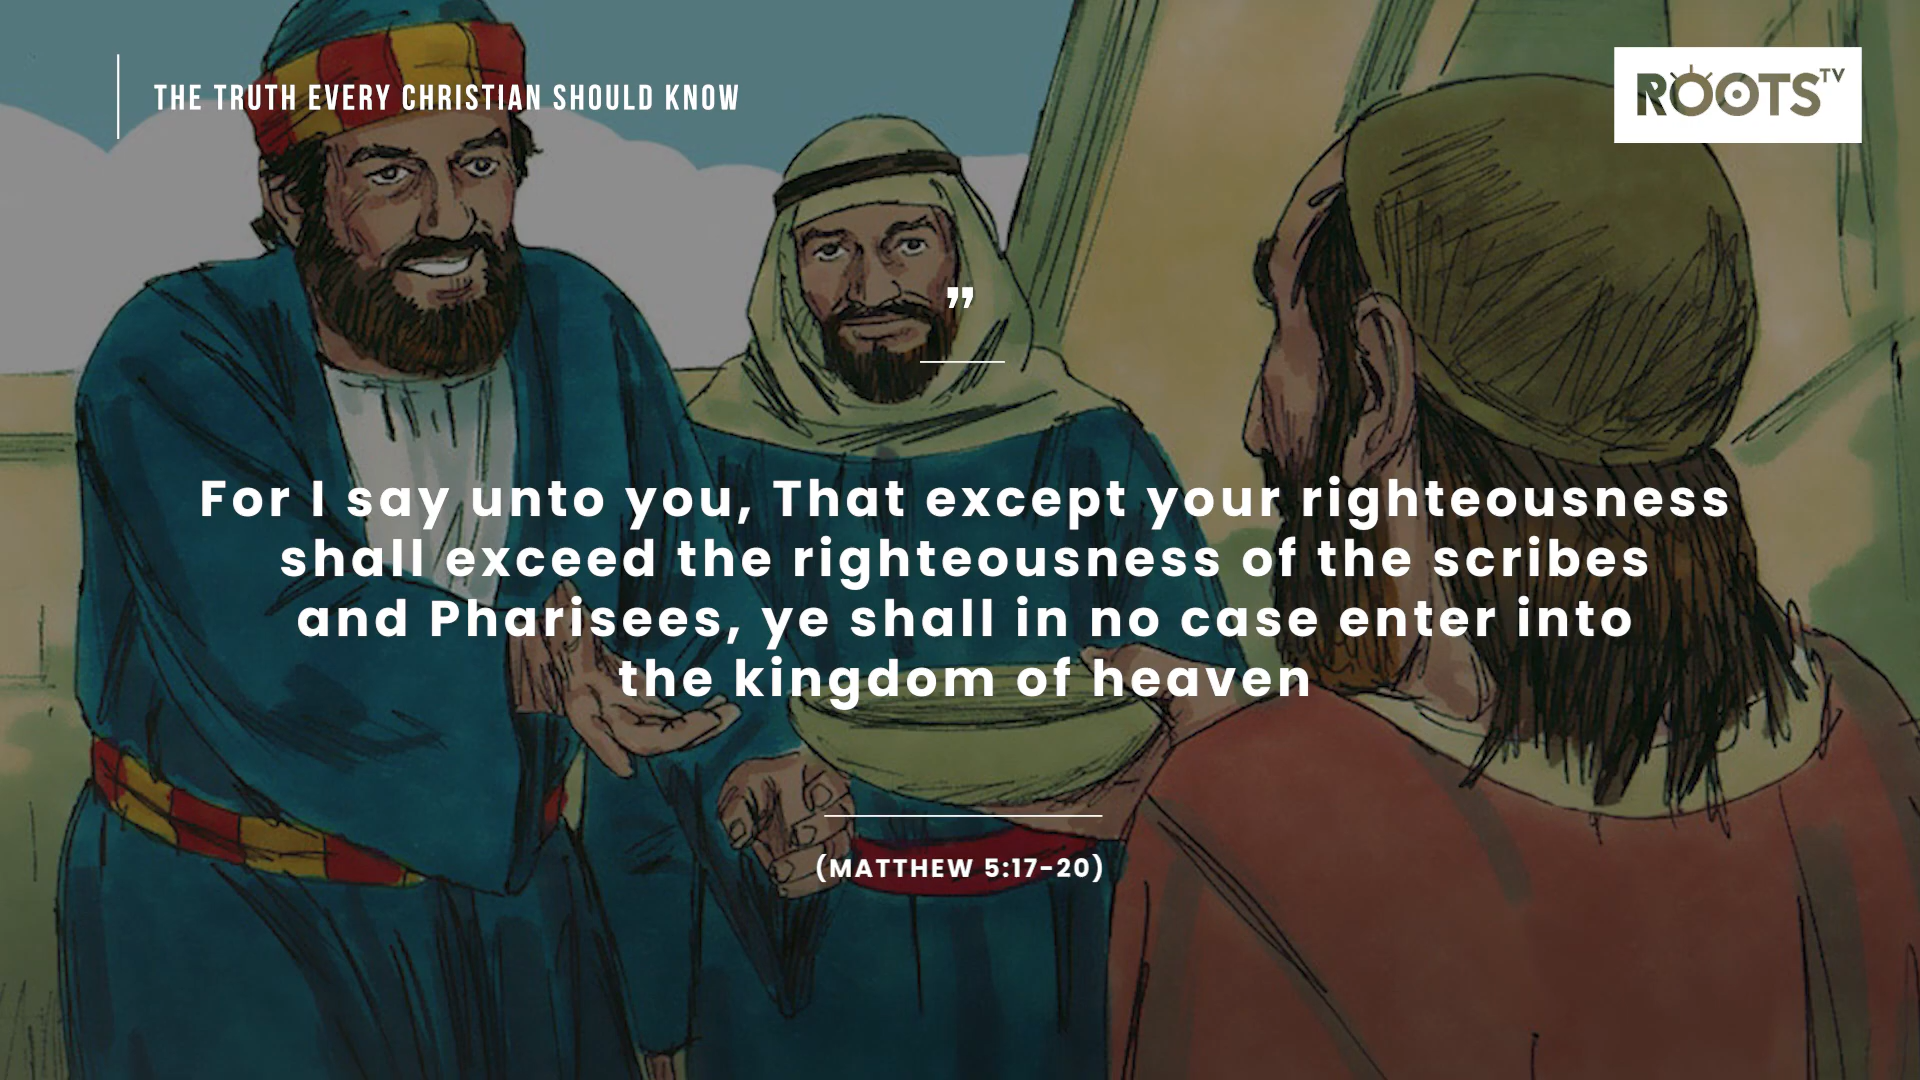 THE TRUTH EVERY CHRISTIAN SHOULD KNOW
ROOTS TV
”
For I say unto you, That except your righteousness
shall exceed the righteousness of the scribes
and Pharisees, ye shall in no case enter into
the kingdom of heaven
(MATTHEW 5:17-20)